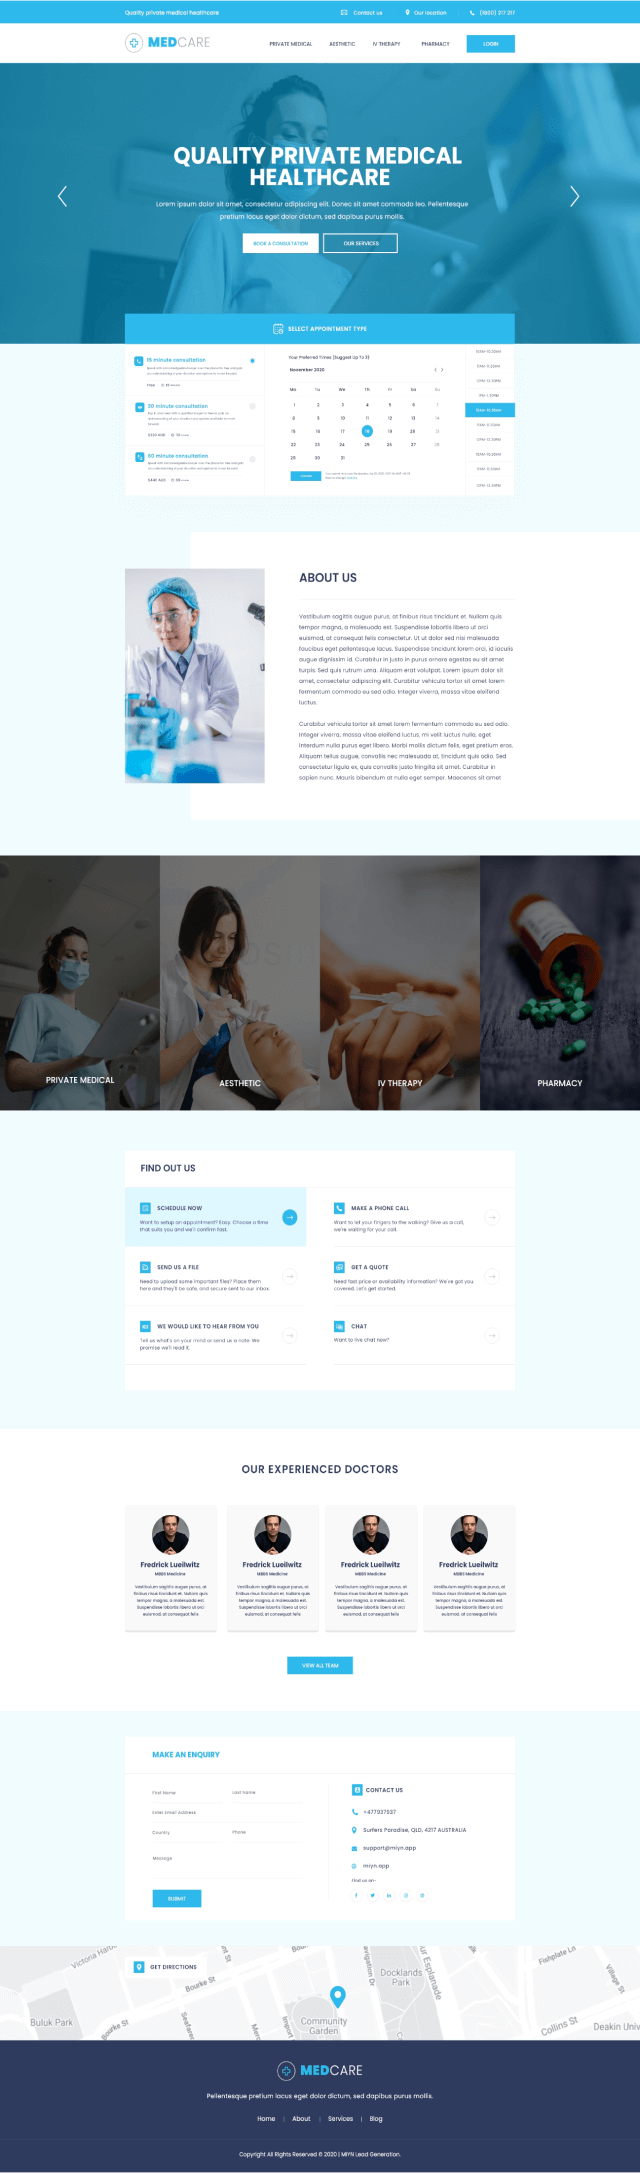 Quality private medical healthcare
Contact us
Our location
(1800) 217 217
MEDCARE
PRIVATE MEDICAL
AESTHETIC
IV THERAPY
PHARMACY
LOGIN
QUALITY PRIVATE MEDICAL
HEALTHCARE
Lorem ipsum dolor sit amet, consectetur adipiscing elit. Donec sit amet commodo leo. Pellentesque
pretium lacus eget dolor dictum, sed dapibus purus mollis.
BOOK A CONSULTATION
OUR SERVICES
SELECT APPOINTMENT TYPE
15 minute consultation
Free
30 minute consultation
60 minute consultation
Your Preferred Times (Suggest Up To 3)
November 2020
Mo Tu We Th Fr Sa Su
1 2 3 4 5 6 7
8 9 10 11 12 13 14
15 16 17 18 19 20 21
22 23 24 25 26 27 28
29 30 31
ABOUT US
Vestibulum sagittis augue purus, at finibus risus tincidunt et. Nullam quis
tempor magna, a malesuada est. Suspendisse lobortis libero ut orci
euismod, at consequat felis consectetur. Ut ut dolor sed nisi malesuada
faucibus eget pellentesque lacus. Suspendisse tincidunt lorem orci, id iaculis
augue dignissim id. Curabitur in justo in purus ornare egestas eu sit amet
turpis. Sed quis rutrum urna. Aliquam erat volutpat. Lorem ipsum dolor sit
amet, consectetur adipiscing elit. Curabitur vehicula tortor sit amet lorem
fermentum commodo eu sed odio. Integer viverra, massa vitae eleifend
luctus.
Curabitur vehicula tortor sit amet lorem fermentum commodo eu sed odio.
Integer viverra, massa vitae eleifend luctus, mi velit luctus nulla, eget
interdum nulla purus eget libero. Morbi mollis dictum felis, eget pretium eros.
Aliquam tellus augue, convallis nec malesuada at, tincidunt quis odio. Sed
consectetur ligula ex, quis convallis justo fringilla sit amet. Curabitur in
sapien nunc. Mauris bibendum at nulla eget semper. Maecenas sit amet
PRIVATE MEDICAL
AESTHETIC
IV THERAPY
PHARMACY
FIND OUT US
SCHEDULE NOW
Want to setup an appointment? Easy. Choose a time
that suits you and we'll confirm fast.
MAKE A PHONE CALL
Want to let your fingers to the walking? Give us a call,
we're waiting for your call.
SEND US A FILE
Need to upload some important files? Place them
here and they'll be safe, and secure sent to our inbox.
GET A QUOTE
Need fast price or availability information? We've got you
covered. Let's get started.
WE WOULD LIKE TO HEAR FROM YOU
Tell us what's on your mind or send us a note. We
promise we'll read it.
CHAT
Want to live chat now?
OUR EXPERIENCED DOCTORS
Fredrick Lueilwitz
MBBS Medicine
Vestibulum sagittis augue purus, at
finibus risus tincidunt et. Nullam quis
tempor magna, a malesuada est.
Suspendisse lobortis libero ut orci
euismod, at consequat felis
Fredrick Lueilwitz
MBBS Medicine
Vestibulum sagittis augue purus, at
finibus risus tincidunt et. Nullam quis
tempor magna, a malesuada est.
Suspendisse lobortis libero ut orci
euismod, at consequat felis
Fredrick Lueilwitz
MBBS Medicine
Vestibulum sagittis augue purus, at
finibus risus tincidunt et. Nullam quis
tempor magna, a malesuada est.
Suspendisse lobortis libero ut orci
euismod, at consequat felis
Fredrick Lueilwitz
MBBS Medicine
Vestibulum sagittis augue purus, at
finibus risus tincidunt et. Nullam quis
tempor magna, a malesuada est.
Suspendisse lobortis libero ut orci
euismod, at consequat felis
VIEW ALL TEAM
MAKE AN ENQUIRY
First Name
Last Name
Enter Email Address
Country
Phone
Message
SUBMIT
CONTACT US
+477937937
Surfers Paradise, QLD, 4217 AUSTRALIA
support@miyn.app
miyn.app
Find us on-
GET DIRECTIONS
Bourke St
Docklands
Park
Fishplate Ln
Village St
Buluk Park
Bourke St
Community
Garden
Collins St
Deakin Univ
MEDCARE
Pellentesque pretium lacus eget dolor dictum, sed dapibus purus mollis.
Home | About | Services | Blog
Copyright All Rights Reserved © 2020 | MIYN Lead Generation.